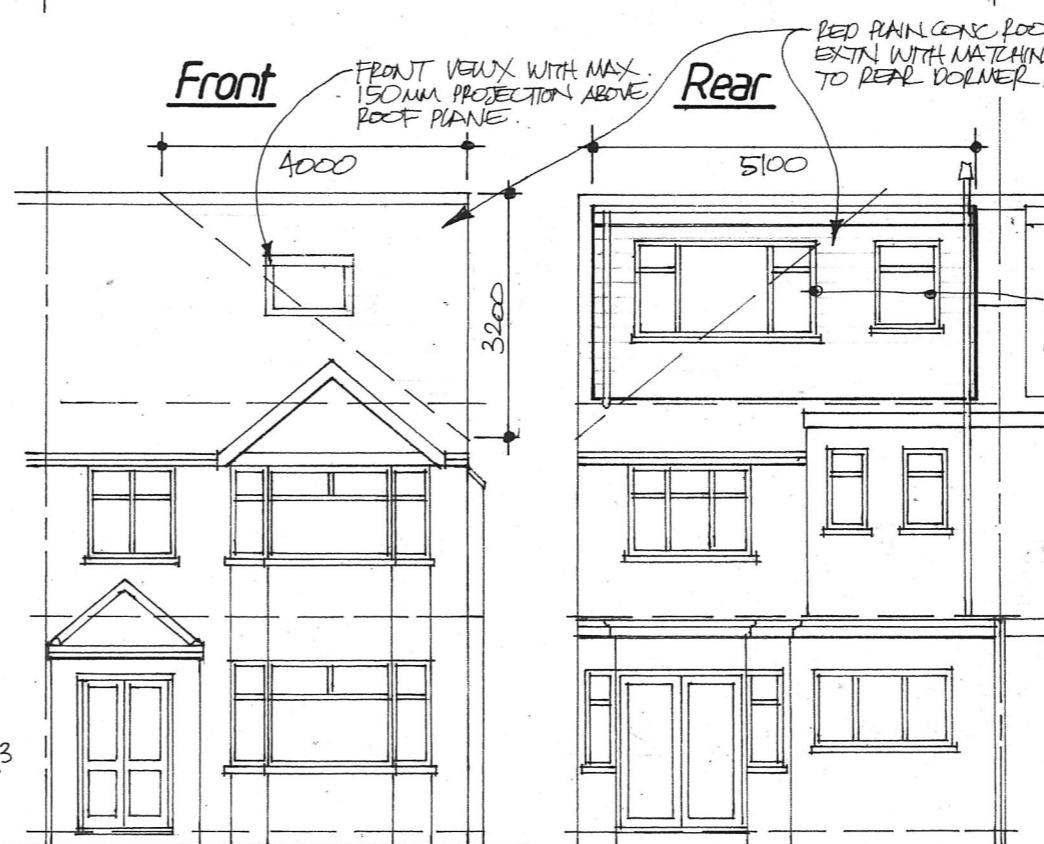 Front
FRONT VELUX WITH MAX.
150MM PROJECTION ABOVE
ROOF PLANE.
Rear
RED PLAIN CONC ROO
EXTN WITH MATCHIN
TO REAR DORMER.
4000
5100
3200
3